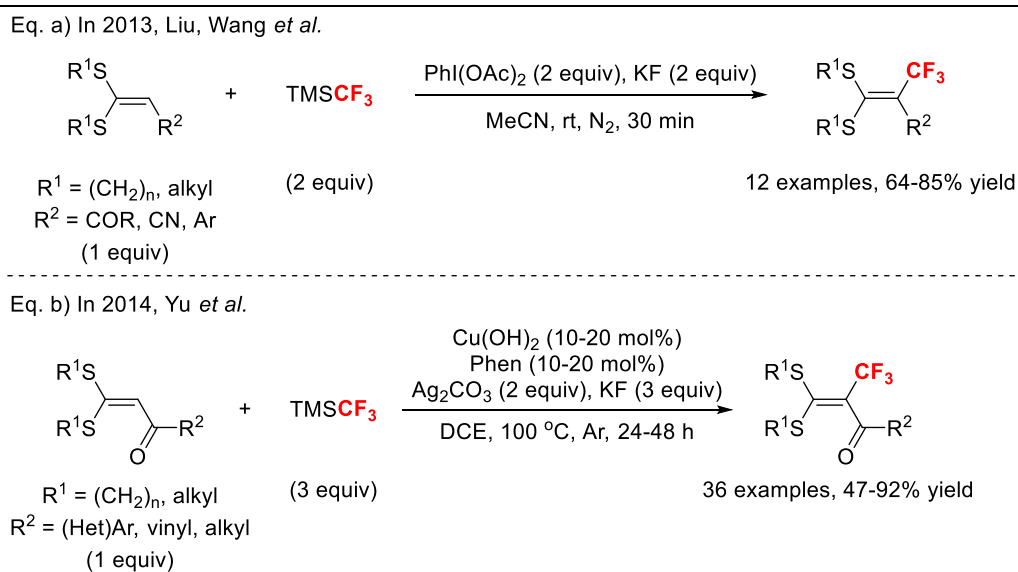 Eq. a) In 2013, Liu, Wang et al.
R¹S
R¹S
R²
+
TMSCF₃
PhI(OAc)₂ (2 equiv), KF (2 equiv)
MeCN, rt, N₂, 30 min
R¹S
CF₃
R¹S
R²
R¹ = (CH₂)ₙ, alkyl
R² = COR, CN, Ar
(1 equiv)
(2 equiv)
12 examples, 64-85% yield
Eq. b) In 2014, Yu et al.
R¹S
R¹S
R²
O
+
TMSCF₃
Cu(OH)₂ (10-20 mol%)
Phen (10-20 mol%)
Ag₂CO₃ (2 equiv), KF (3 equiv)
DCE, 100 °C, Ar, 24-48 h
R¹S
CF₃
R¹S
R²
O
R¹ = (CH₂)ₙ, alkyl
R² = (Het)Ar, vinyl, alkyl
(1 equiv)
(3 equiv)
36 examples, 47-92% yield